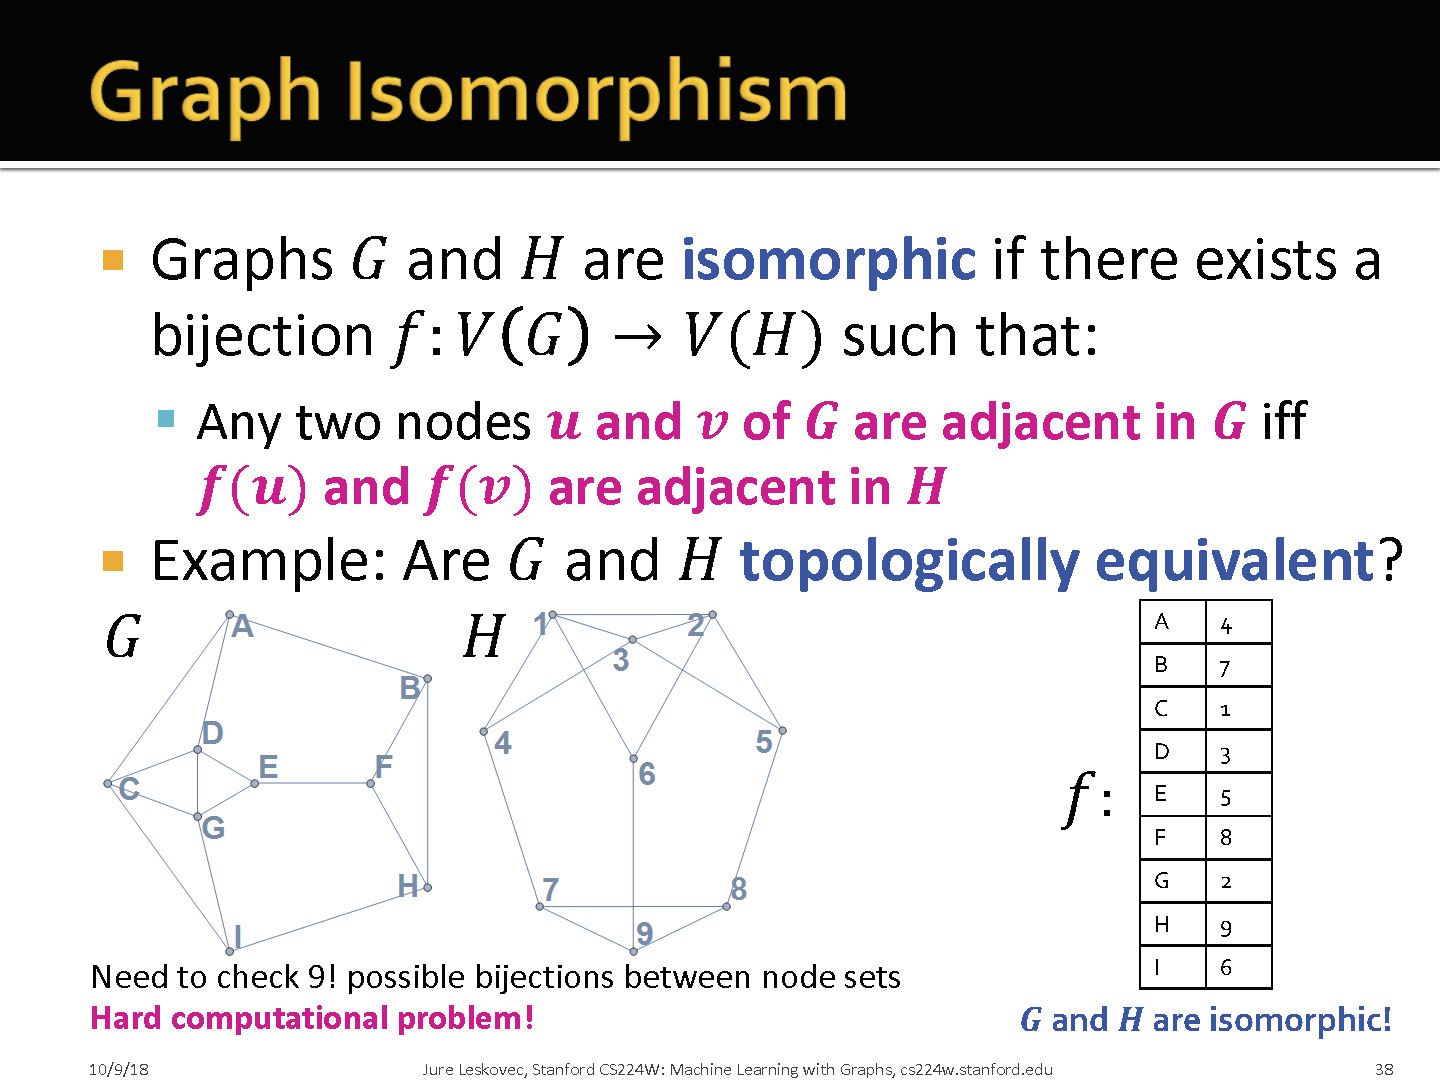 Graph Isomorphism
Graphs G and H are isomorphic if there exists a
bijection f: V(G) → V(H) such that:
Any two nodes u and v of G are adjacent in G iff
f(u) and f(v) are adjacent in H
Example: Are G and H topologically equivalent?
G
A
B
C
D
E
F
G
H
I
H
1
2
3
4
5
6
7
8
9
f:
A 4
B 7
C 1
D 3
E 5
F 8
G 2
H 9
I 6
Need to check 9! possible bijections between node sets
Hard computational problem!
G and H are isomorphic!
10/9/18
Jure Leskovec, Stanford CS224W: Machine Learning with Graphs, cs224w.stanford.edu
38